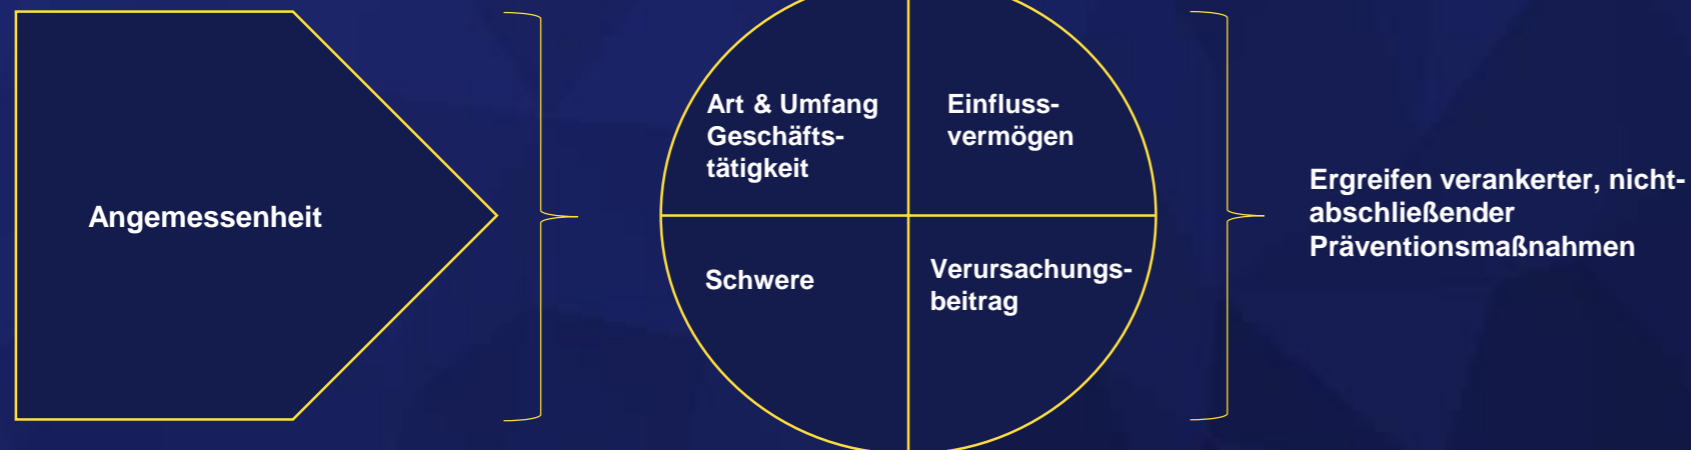 Angemessenheit
Art & Umfang
Geschäfts-
tätigkeit
Einfluss-
vermögen
Schwere
Verursachungs-
beitrag
Ergreifen verankerter, nicht-
abschließender
Präventionsmaßnahmen